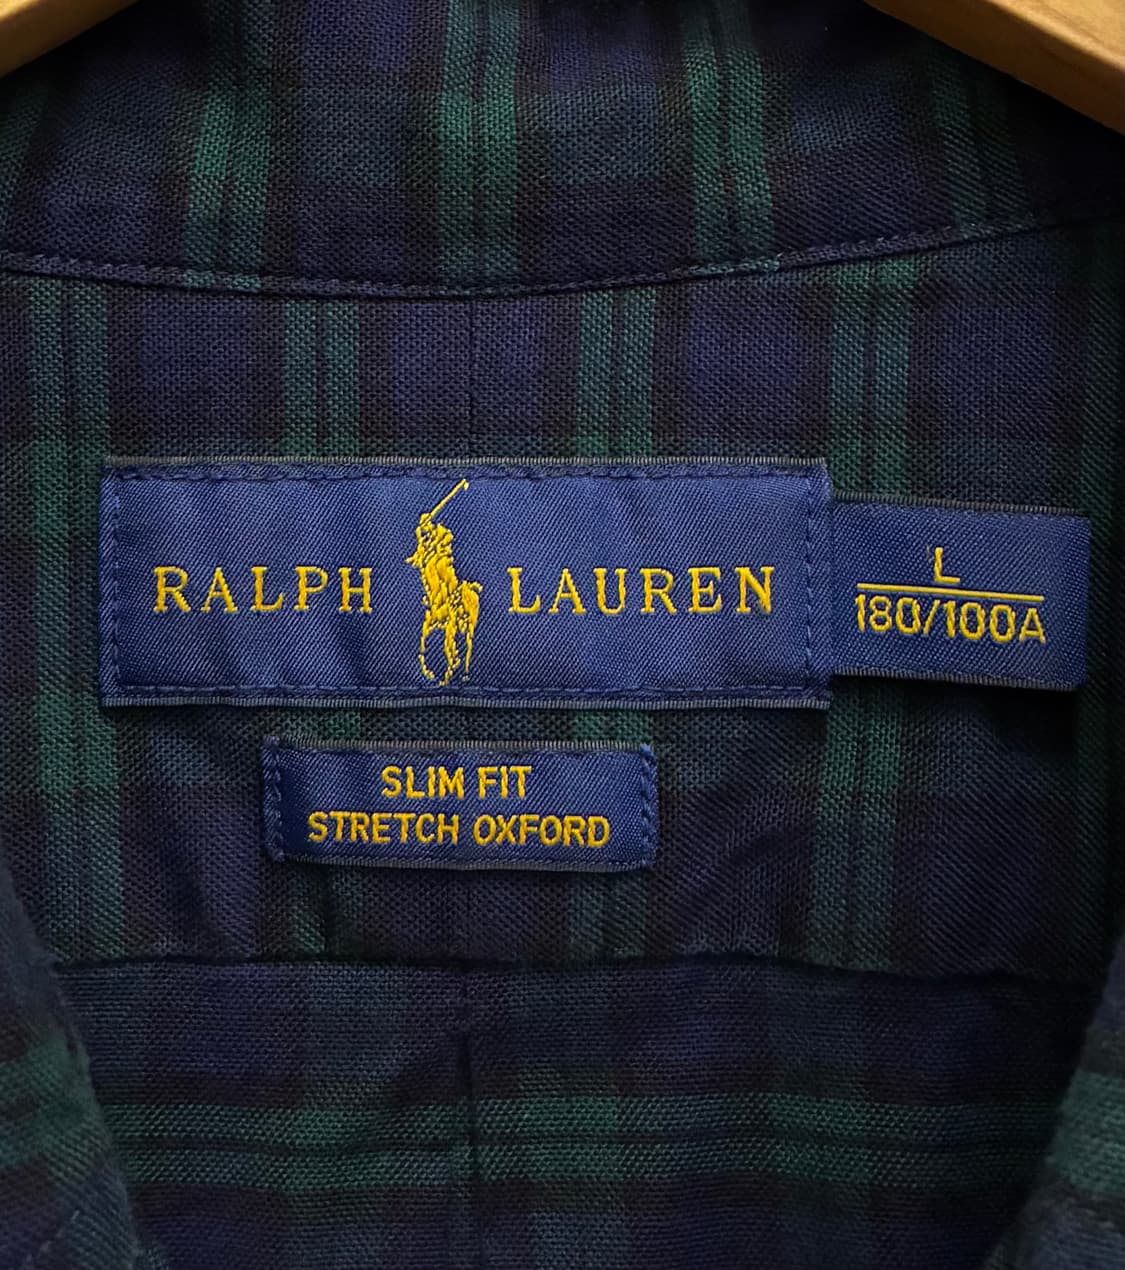 RALPH LAUREN
L
180/100A
SLIM FIT
STRETCH OXFORD